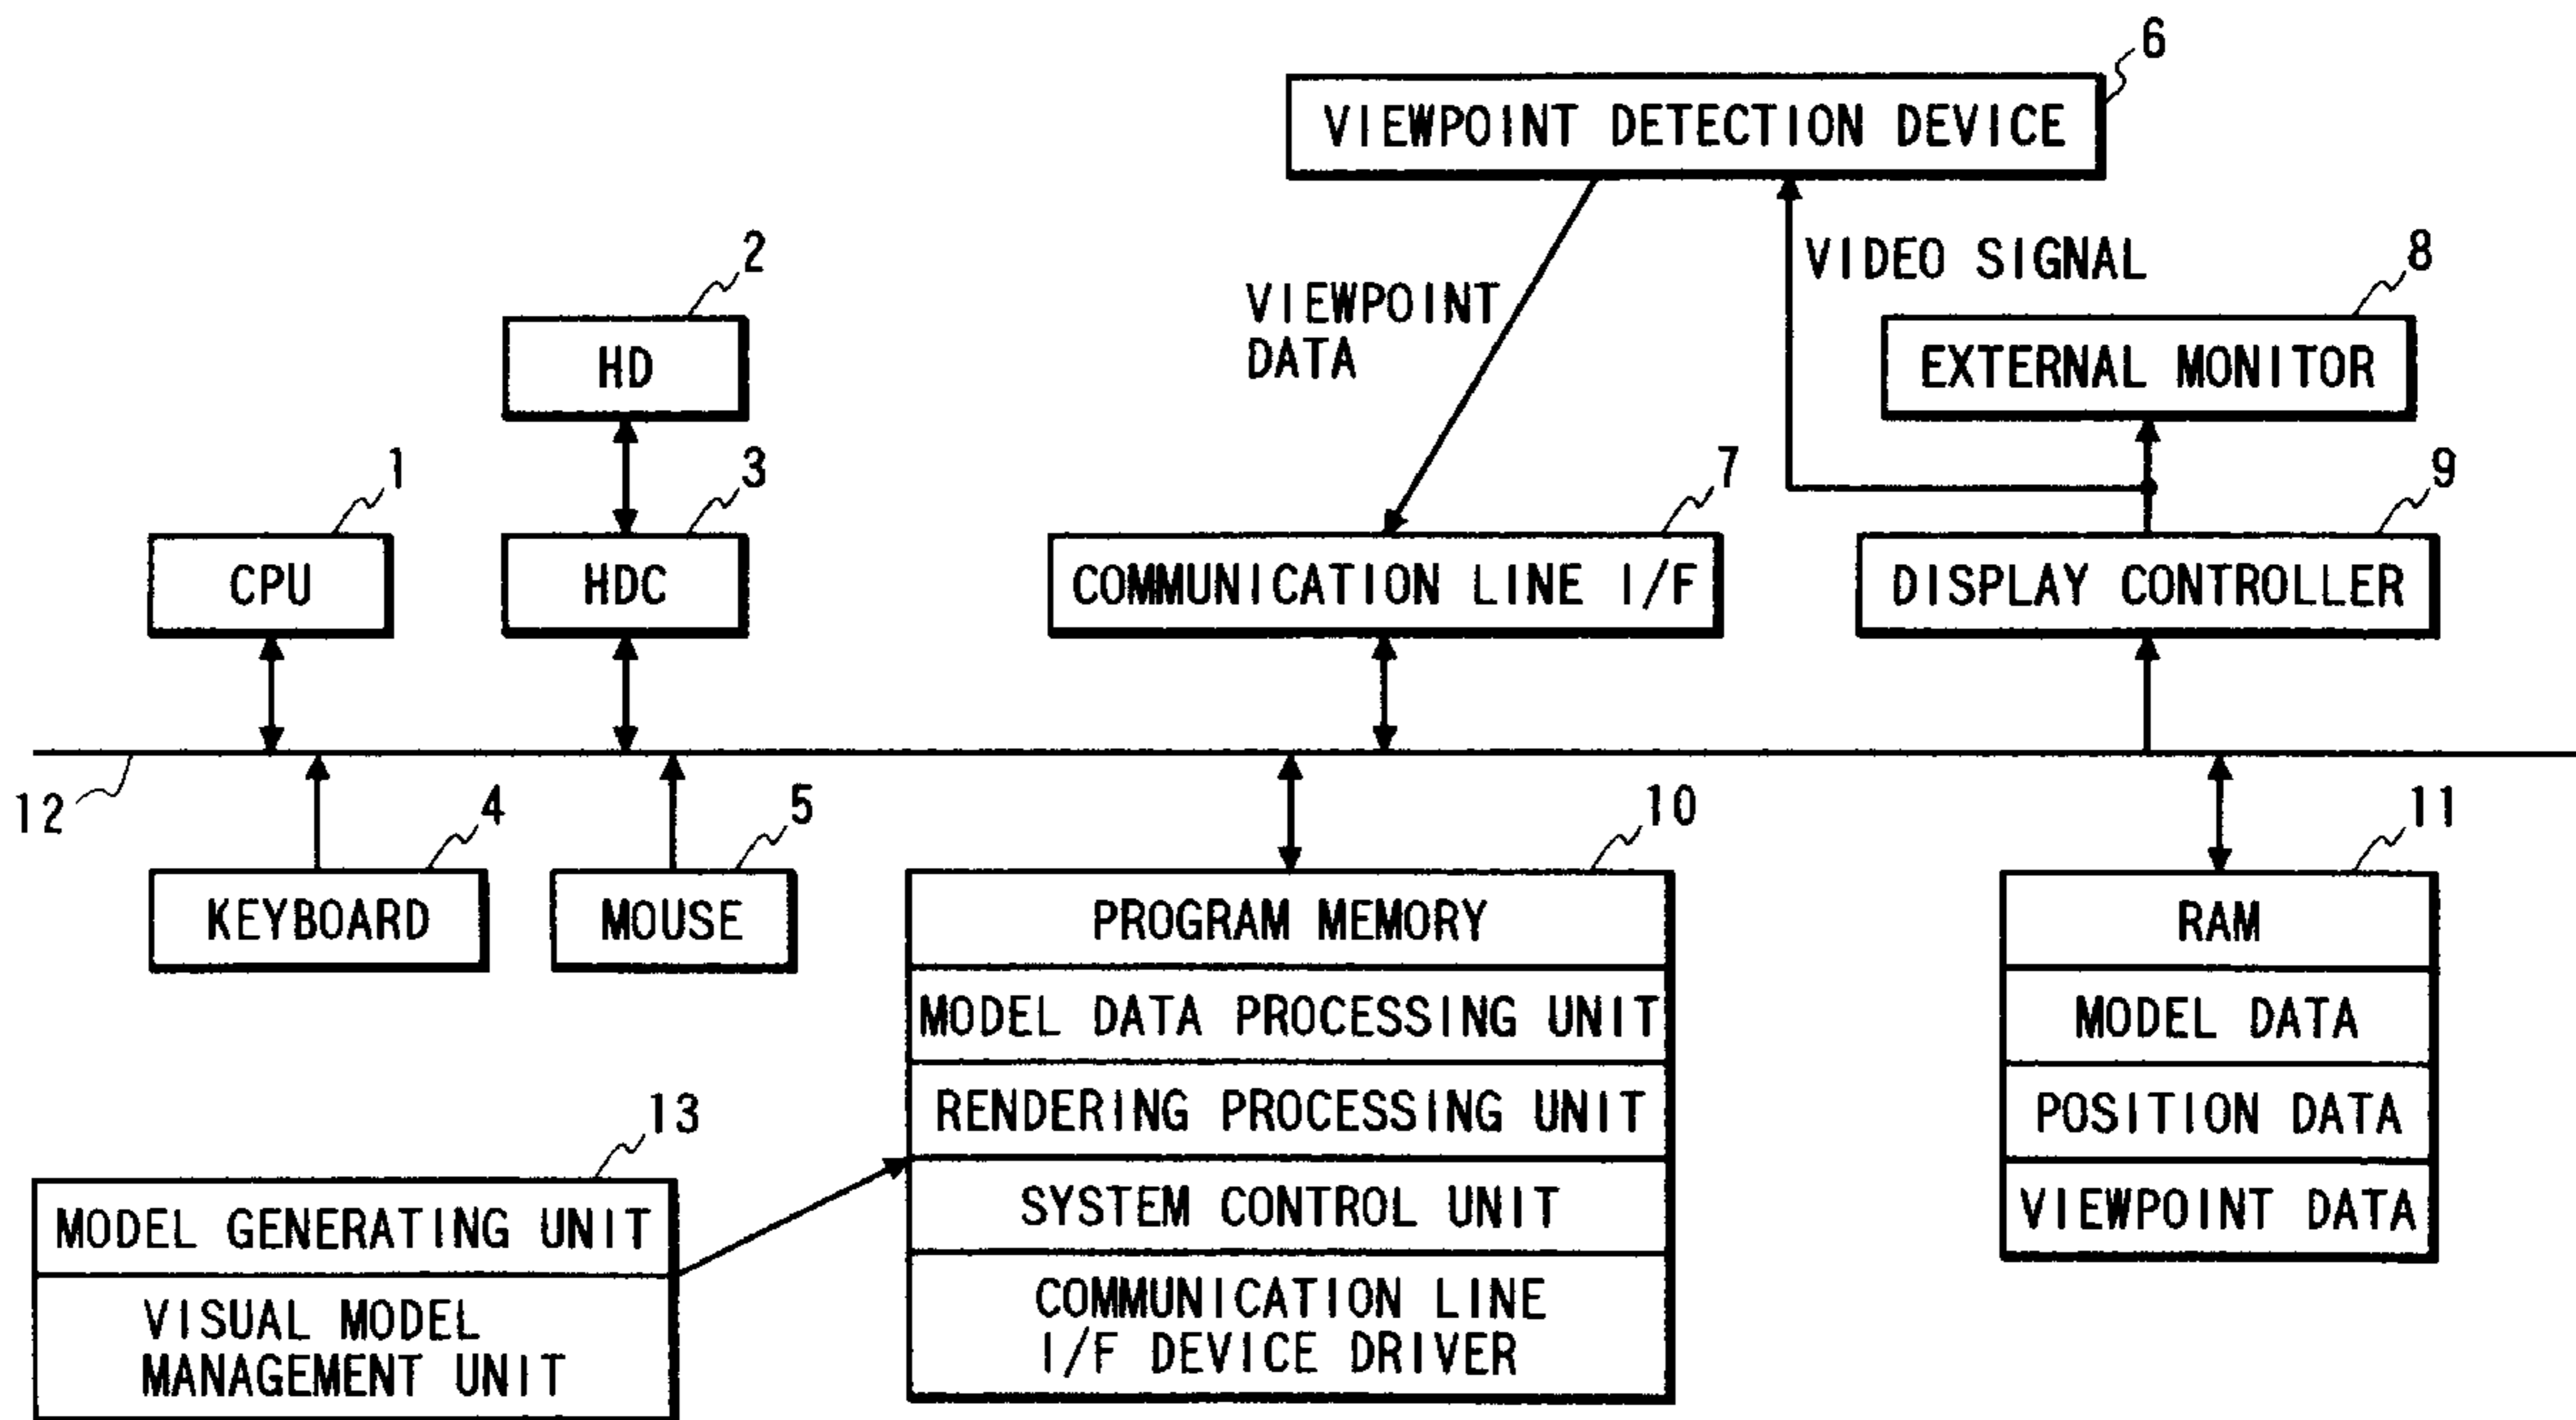 6
VIEWPOINT DETECTION DEVICE
2
VIDEO SIGNAL
8
VIEWPOINT
DATA
HD
EXTERNAL MONITOR
1
3
7
9
CPU
HDC
COMMUNICATION LINE I/F
DISPLAY CONTROLLER
12
4
5
10
11
KEYBOARD
MOUSE
PROGRAM MEMORY
MODEL DATA PROCESSING UNIT
RENDERING PROCESSING UNIT
SYSTEM CONTROL UNIT
COMMUNICATION LINE
I/F DEVICE DRIVER
RAM
MODEL DATA
POSITION DATA
VIEWPOINT DATA
13
MODEL GENERATING UNIT
VISUAL MODEL
MANAGEMENT UNIT